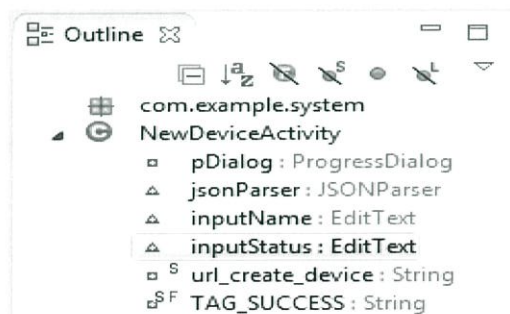 Outline
a z S L
com.example.system
NewDeviceActivity
pDialog : ProgressDialog
jsonParser : JSONParser
inputName : EditText
inputStatus : EditText
S url_create_device : String
S F TAG_SUCCESS : String